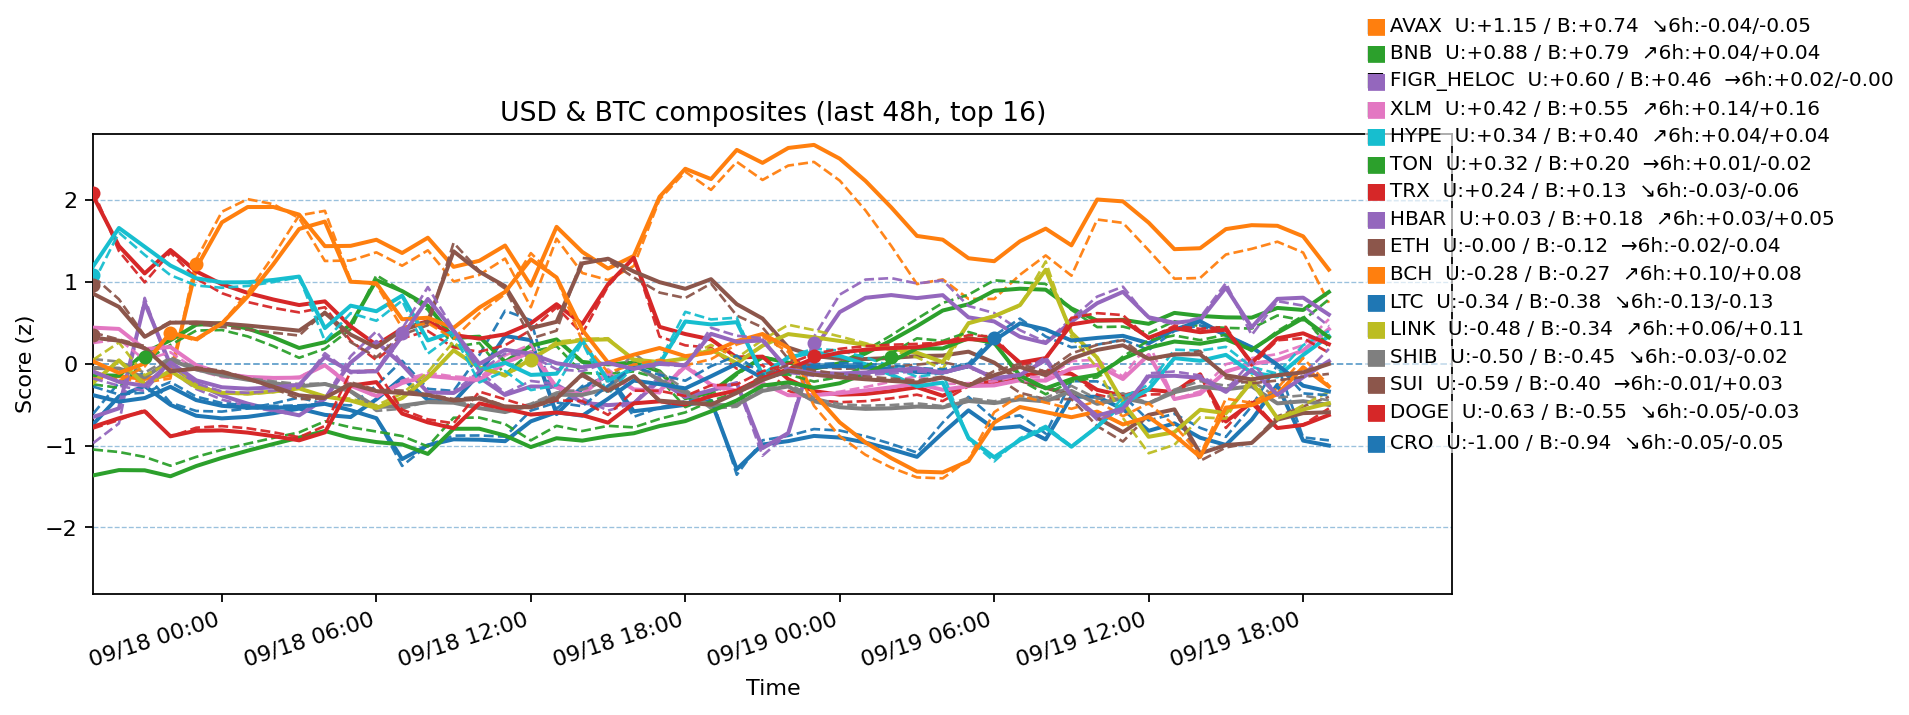 AVAX  U:+1.15 / B:+0.74  ↘6h:-0.04/-0.05
BNB  U:+0.88 / B:+0.79  ↗6h:+0.04/+0.04
FIGR_HELOC  U:+0.60 / B:+0.46  →6h:+0.02/-0.00
XLM  U:+0.42 / B:+0.55  ↗6h:+0.14/+0.16
HYPE  U:+0.34 / B:+0.40  ↗6h:+0.04/+0.04
TON  U:+0.32 / B:+0.20  →6h:+0.01/-0.02
TRX  U:+0.24 / B:+0.13  ↘6h:-0.03/-0.06
HBAR  U:+0.03 / B:+0.18  ↗6h:+0.03/+0.05
ETH  U:-0.00 / B:-0.12  →6h:-0.02/-0.04
BCH  U:-0.28 / B:-0.27  ↗6h:+0.10/+0.08
LTC  U:-0.34 / B:-0.38  ↘6h:-0.13/-0.13
LINK  U:-0.48 / B:-0.34  ↗6h:+0.06/+0.11
SHIB  U:-0.50 / B:-0.45  ↘6h:-0.03/-0.02
SUI  U:-0.59 / B:-0.40  →6h:-0.01/+0.03
DOGE  U:-0.63 / B:-0.55  ↘6h:-0.05/-0.03
CRO  U:-1.00 / B:-0.94  ↘6h:-0.05/-0.05
USD & BTC composites (last 48h, top 16)
Score (z)
2
1
0
−1
−2
09/18 00:00
09/18 06:00
09/18 12:00
09/18 18:00
09/19 00:00
09/19 06:00
09/19 12:00
09/19 18:00
Time